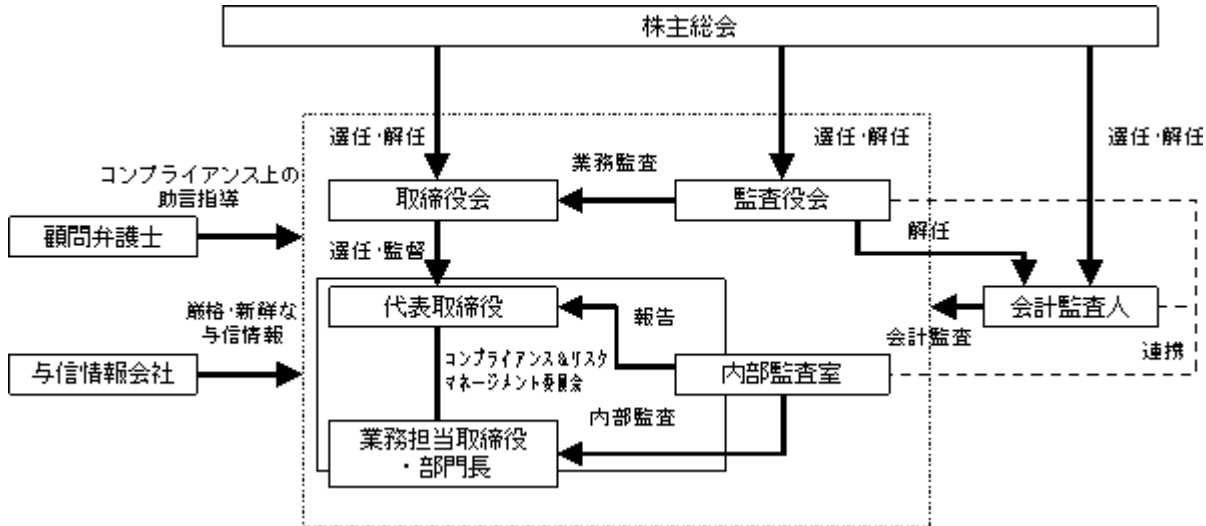 株主総会
選任・解任
選任・解任
選任・解任
コンプライアンス上の
助言指導
業務監査
取締役会
監査役会
顧問弁護士
解任
選任・監督
代表取締役
会計監査人
厳格・新鮮な
与信情報
報告
会計監査
連携
コンプライアンス&リスク
マネージメント委員会
与信情報会社
内部監査室
内部監査
業務担当取締役
・部門長